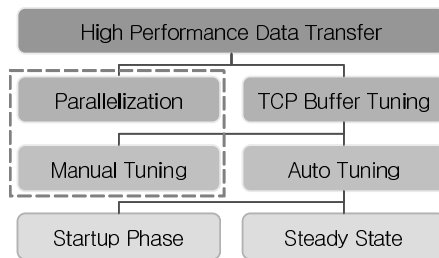 High Performance Data Transfer
Parallelization
TCP Buffer Tuning
Manual Tuning
Auto Tuning
Startup Phase
Steady State